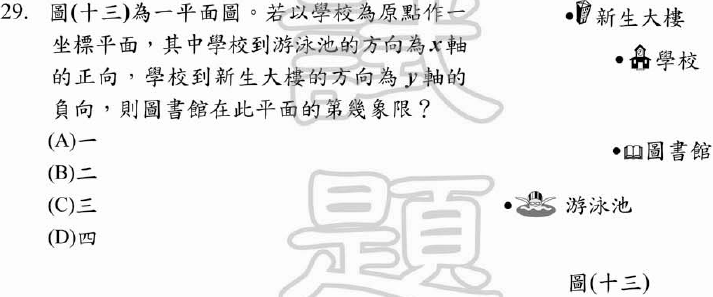 29. 圖(十三)為一平面圖。若以學校為原點作一
坐標平面，其中學校到游泳池的方向為x軸
的正向，學校到新生大樓的方向為y軸的
負向，則圖書館在此平面的第幾象限？
(A)一
(B)二
(C)三
(D)四
新生大樓
學校
圖書館
游泳池
圖(十三)
試
題